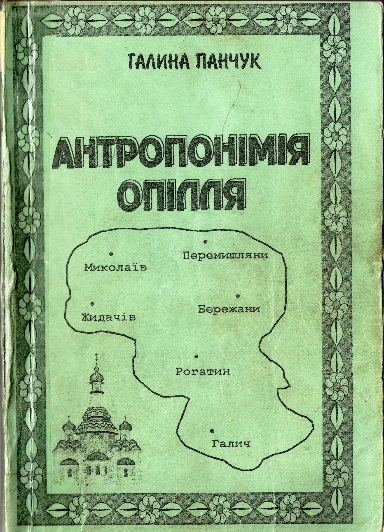 ГАЛИНА ПАНЧУК
АНТРОПОНІМІЯ
ОПІЛЛЯ
Перемишляни
Миколаїв
Бережани
Жидачів
Рогатин
Галич